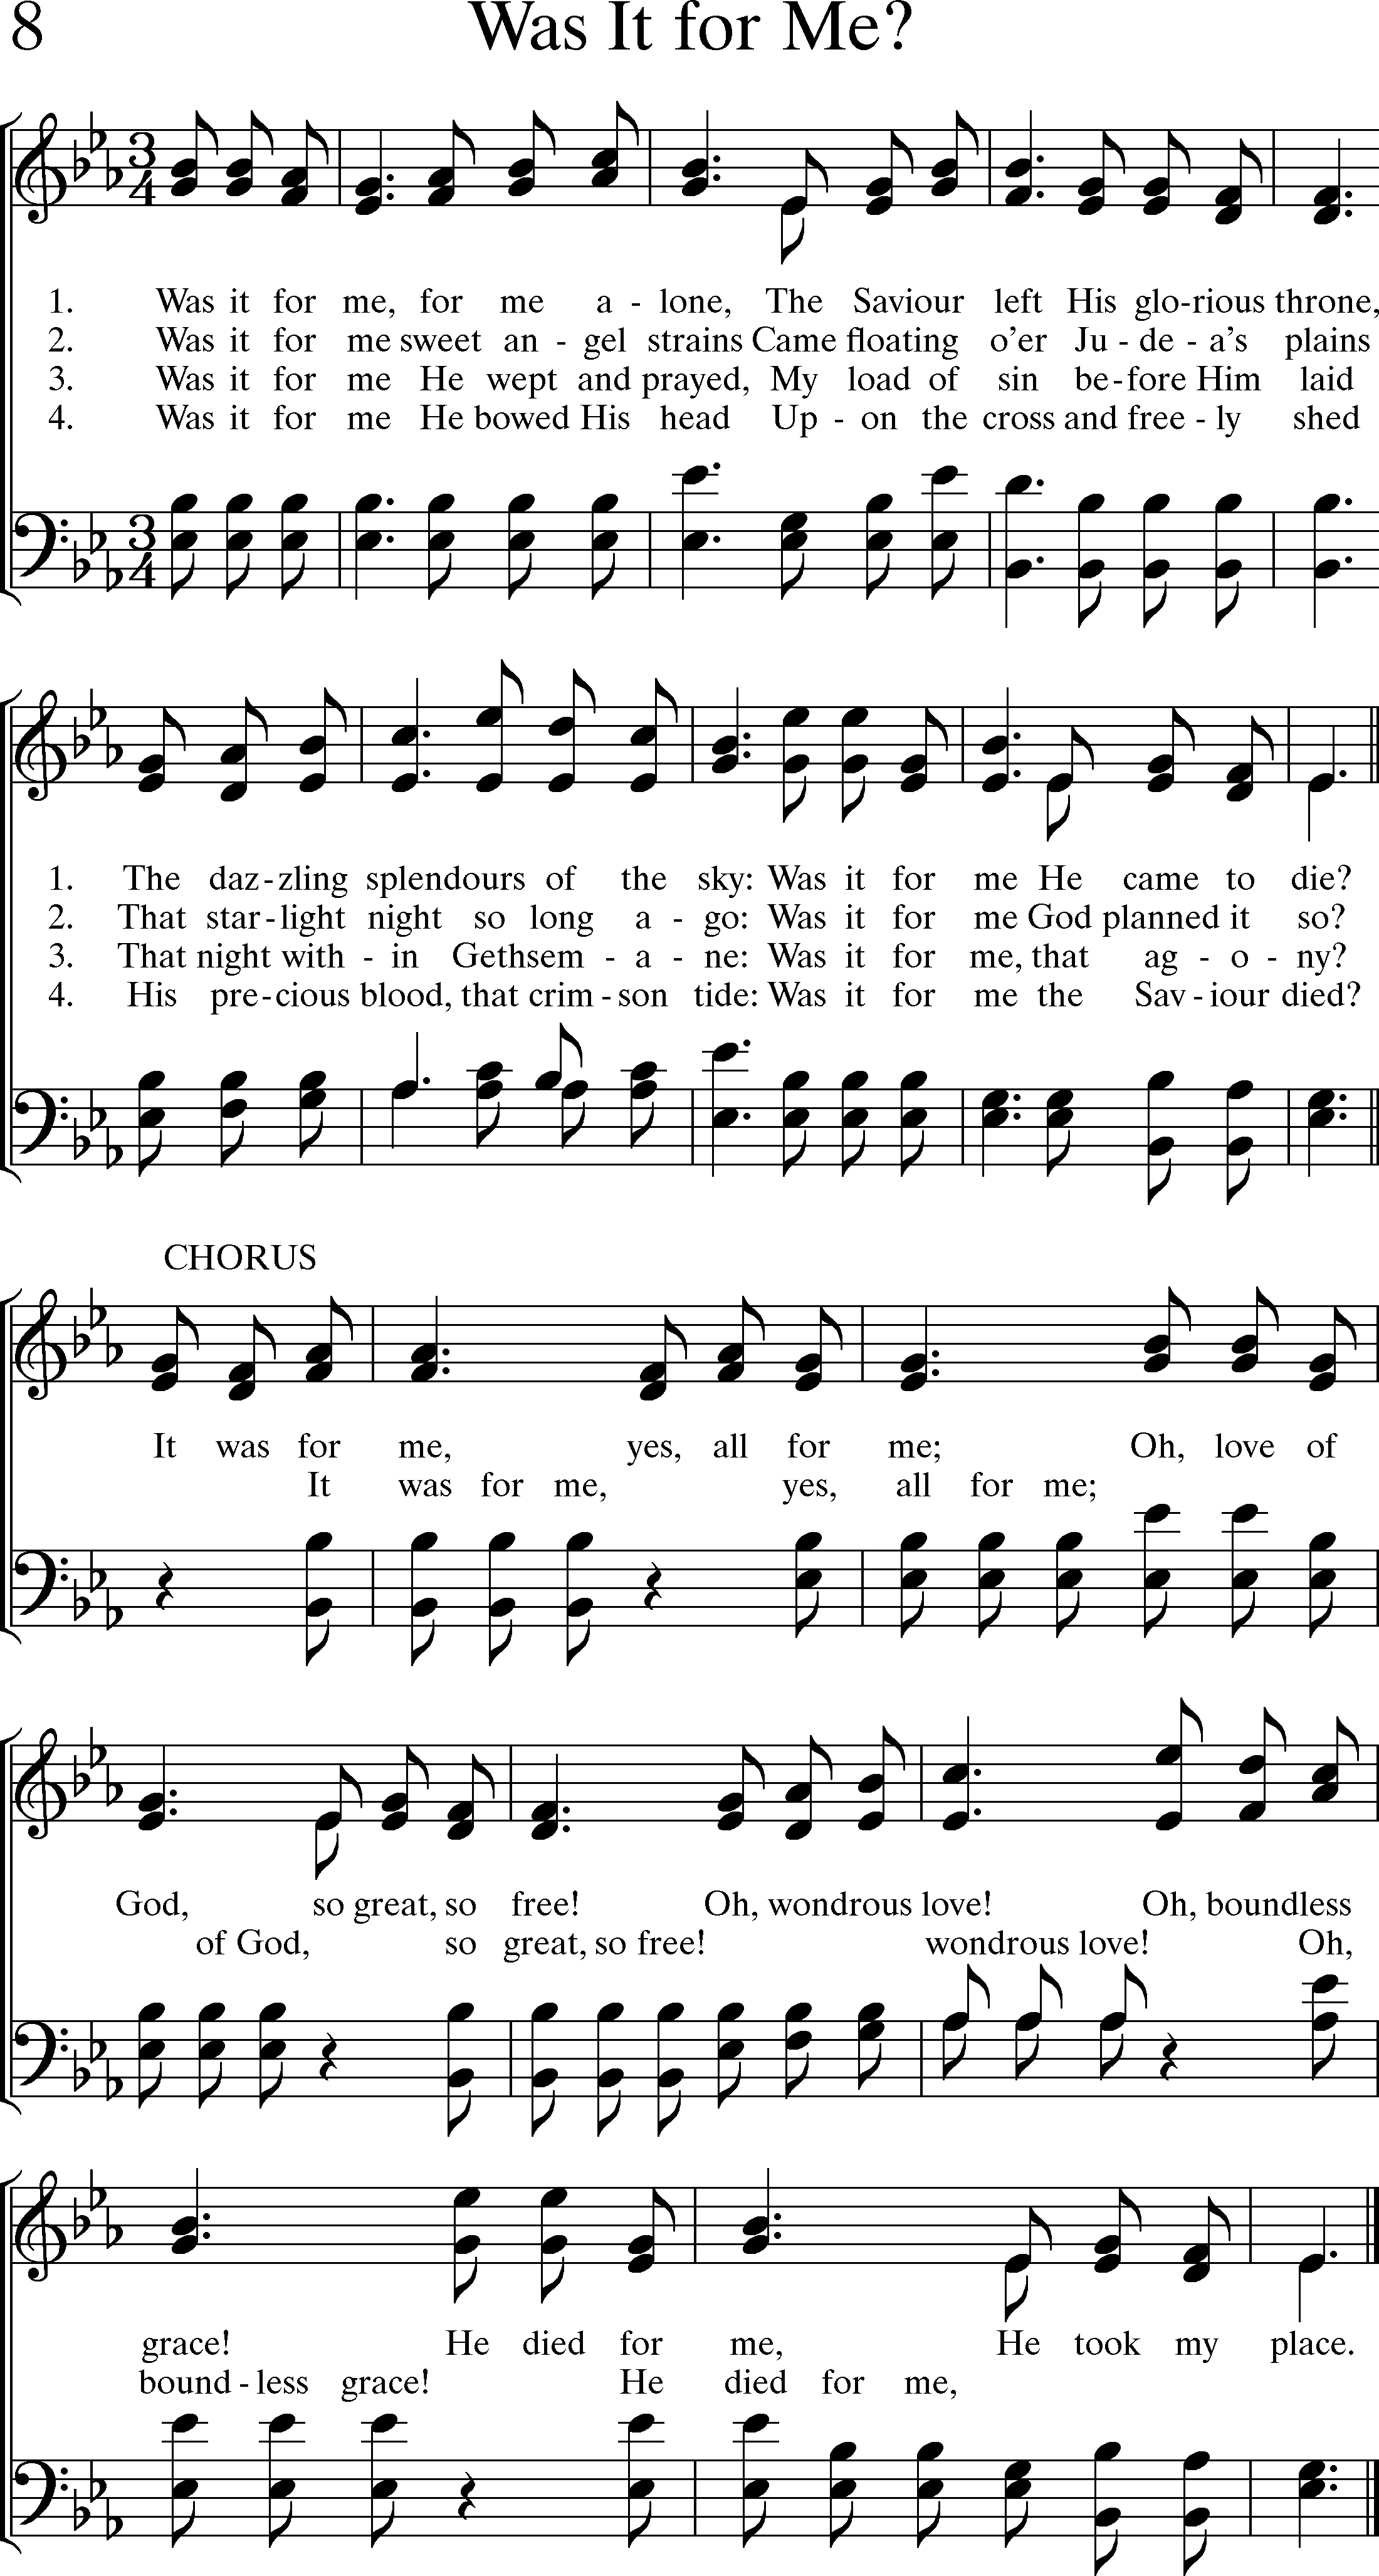 8 Was It for Me?
1. Was it for me, for me a - lone, The Saviour left His glo - rious throne,
2. Was it for me sweet an - gel strains Came floating o'er Ju - de - a's plains
3. Was it for me He wept and prayed, My load of sin be - fore Him laid
4. Was it for me He bowed His head Up - on the cross and free - ly shed
1. The daz - zling splendours of the sky: Was it for me He came to die?
2. That star - light night so long a - go: Was it for me God planned it so?
3. That night with - in Gethsem - a - ne: Was it for me, that ag - o - ny?
4. His pre - cious blood, that crim - son tide: Was it for me the Sav - iour died?
CHORUS
It was for me, yes, all for me; Oh, love of
It was for me, yes, all for me;
God, so great, so free! Oh, wondrous love! Oh, boundless
of God, so great, so free! wondrous love! Oh,
grace! He died for me, He took my place.
bound - less grace! He died for me,